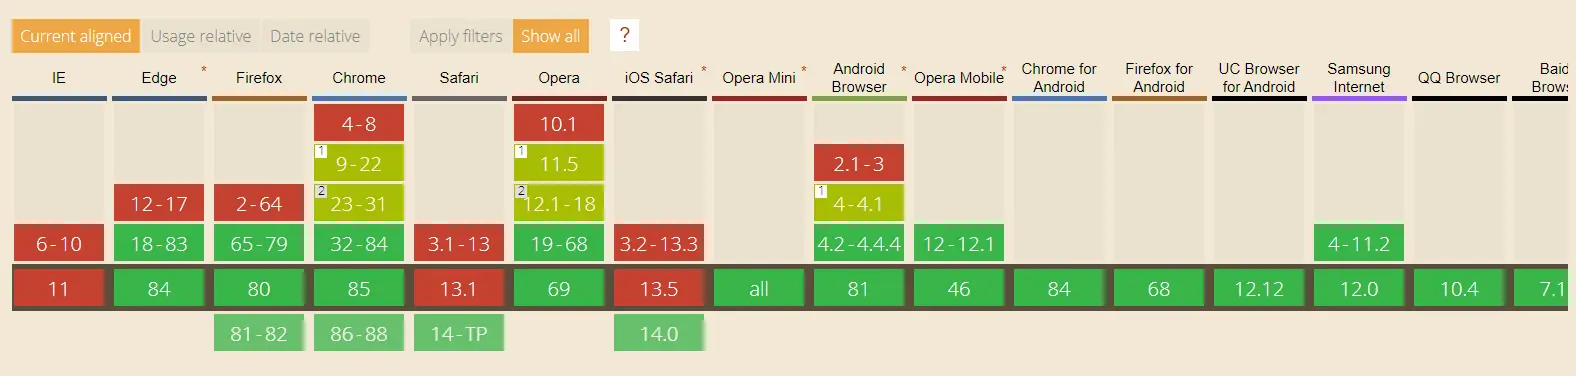 Current aligned Usage relative Date relative Apply filters Show all ?
IE Edge * Firefox Chrome Safari Opera iOS Safari * Opera Mini * Android Browser * Opera Mobile * Chrome for Android Firefox for Android UC Browser for Android Samsung Internet QQ Browser
4-8 10.1
1 9-22 1 11.5 2.1-3
12-17 2-64 2 23-31 2 12.1-18 1 4-4.1
6-10 18-83 65-79 32-84 3.1-13 19-68 3.2-13.3 4.2-4.4.4 12-12.1 4-11.2
11 84 80 85 13.1 69 13.5 all 81 46 84 68 12.12 12.0 10.4 7.1
81-82 86-88 14-TP 14.0